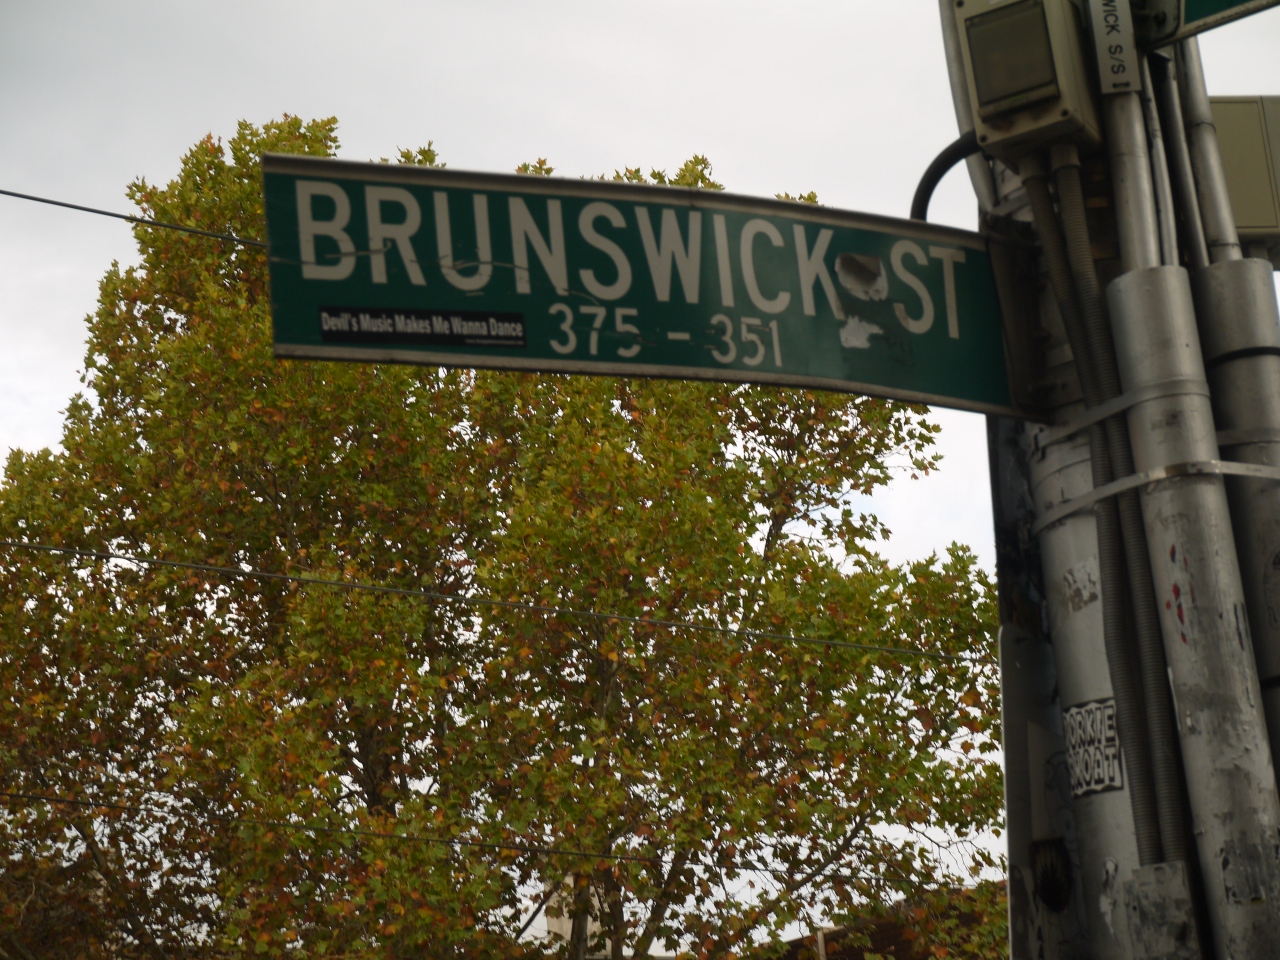 WICK S/S
BRUNSWICK ST
Devil's Music Makes Me Wanna Dance
375 – 351